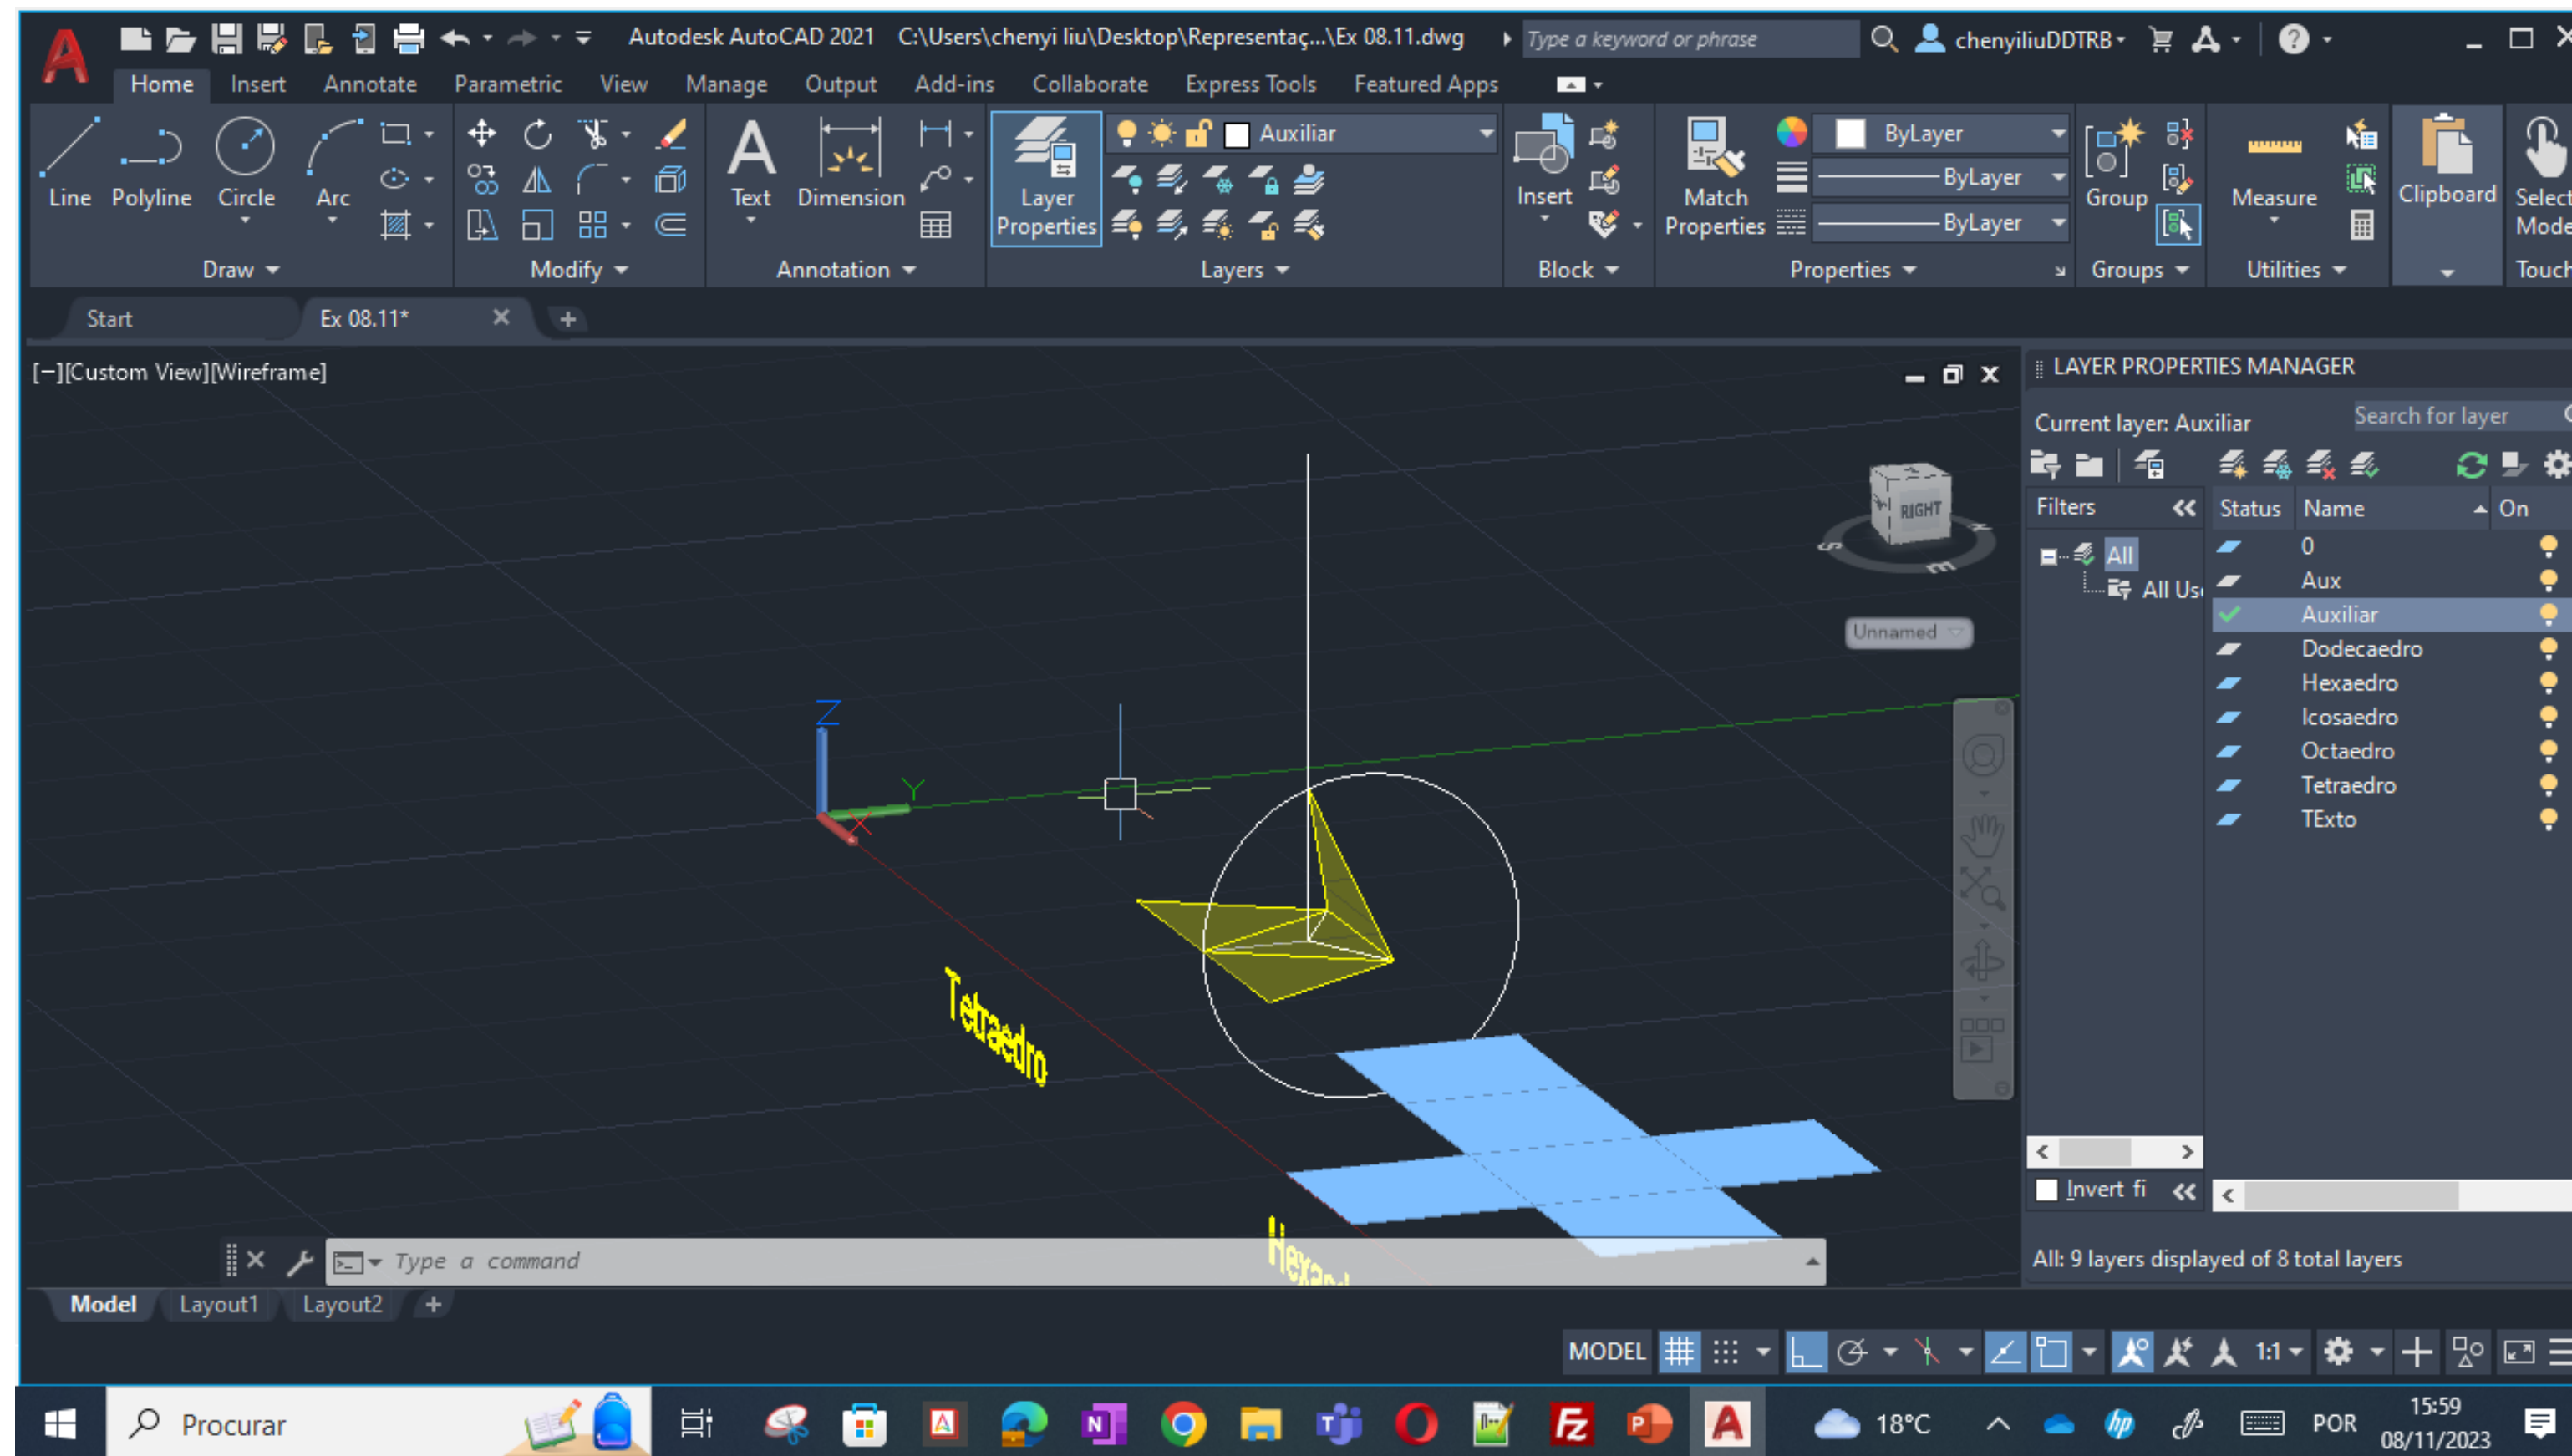 Autodesk AutoCAD 2021 C:\Users\chenyi liu\Desktop\Representaç...\Ex 08.11.dwg Type a keyword or phrase chenyiliuDDTRB
Home Insert Annotate Parametric View Manage Output Add-ins Collaborate Express Tools Featured Apps
Line Polyline Circle Arc
Text Dimension
Layer Properties
Auxiliar
Insert
Match Properties
ByLayer
ByLayer
ByLayer
Group
Measure
Clipboard
Select
Mode
Draw Modify Annotation Layers Block Properties Groups Utilities Touch
Start Ex 08.11*
[−][Custom View][Wireframe]
RIGHT
S
E
N
Unnamed
Z
Y
X
Tetraedro
LAYER PROPERTIES MANAGER
Current layer: Auxiliar Search for layer
Filters Status Name On
All
All Us
0
Aux
Auxiliar
Dodecaedro
Hexaedro
Icosaedro
Octaedro
Tetraedro
TExto
Invert fi
All: 9 layers displayed of 8 total layers
Type a command
Model Layout1 Layout2
MODEL 1:1
Procurar
18°C POR 15:59
08/11/2023